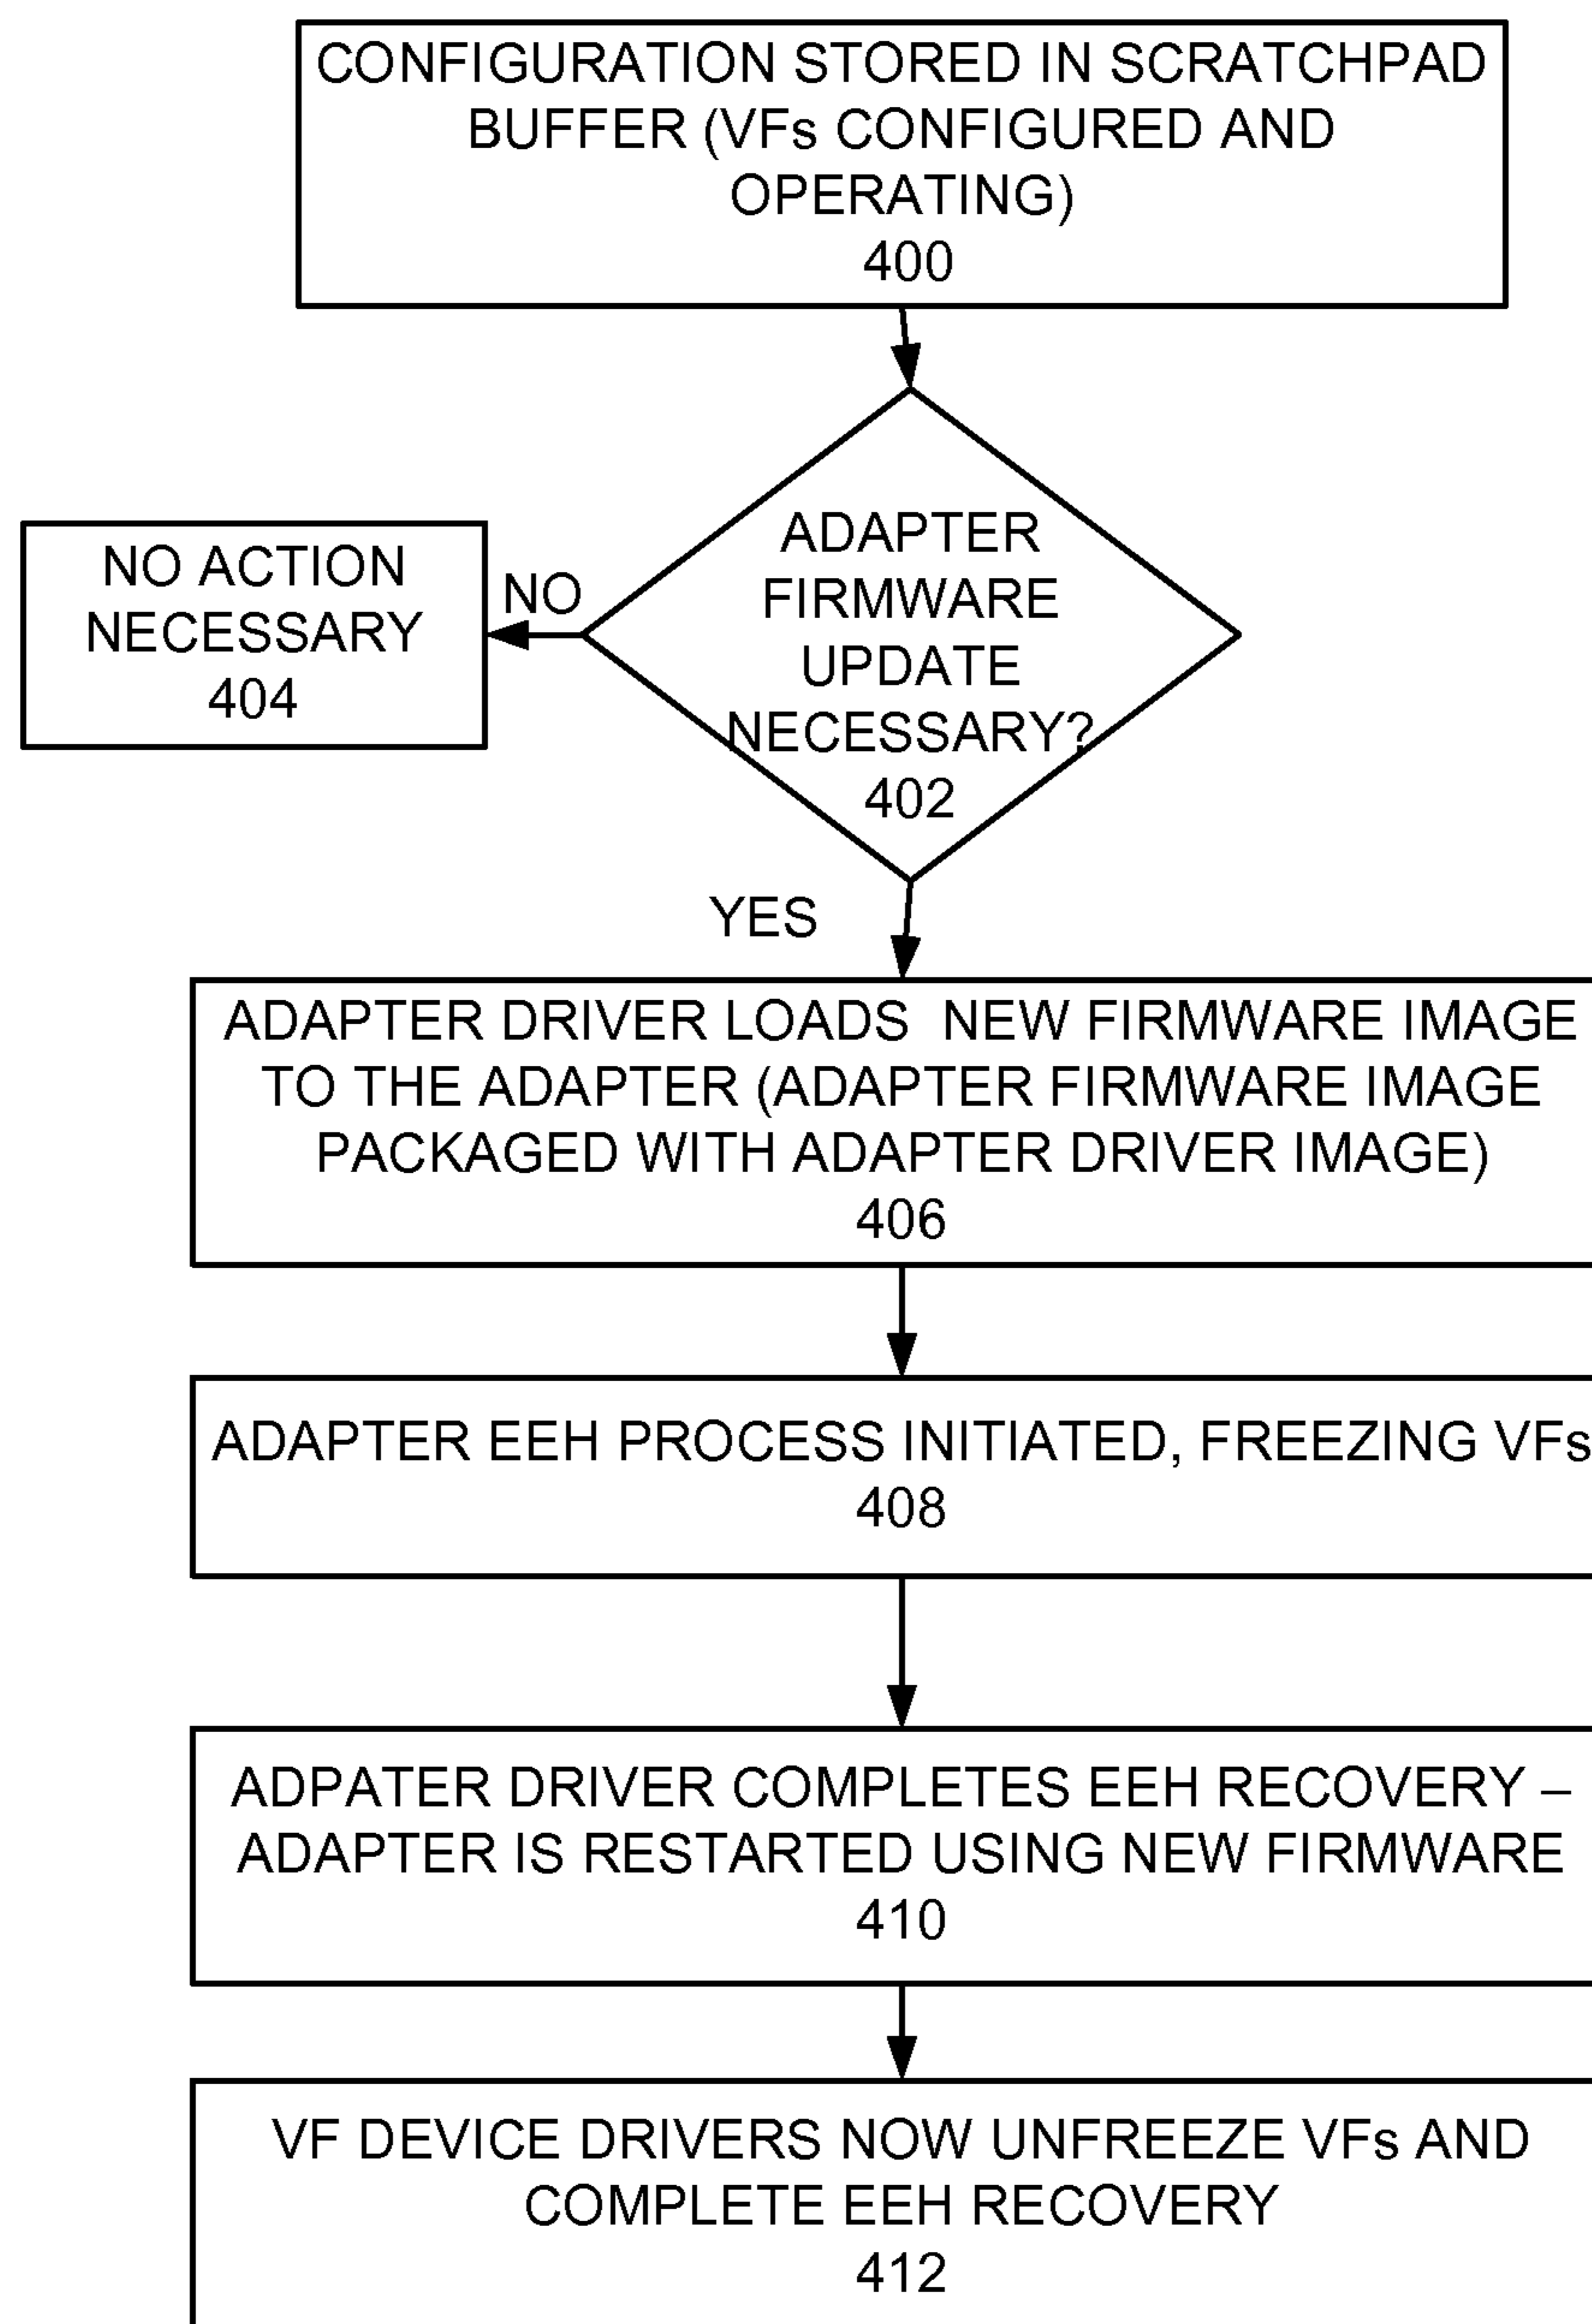 CONFIGURATION STORED IN SCRATCHPAD
BUFFER (VFs CONFIGURED AND
OPERATING)
400
ADAPTER
FIRMWARE
UPDATE
NECESSARY?
402
NO
NO ACTION
NECESSARY
404
YES
ADAPTER DRIVER LOADS NEW FIRMWARE IMAGE
TO THE ADAPTER (ADAPTER FIRMWARE IMAGE
PACKAGED WITH ADAPTER DRIVER IMAGE)
406
ADAPTER EEH PROCESS INITIATED, FREEZING VFs
408
ADPATER DRIVER COMPLETES EEH RECOVERY –
ADAPTER IS RESTARTED USING NEW FIRMWARE
410
VF DEVICE DRIVERS NOW UNFREEZE VFs AND
COMPLETE EEH RECOVERY
412